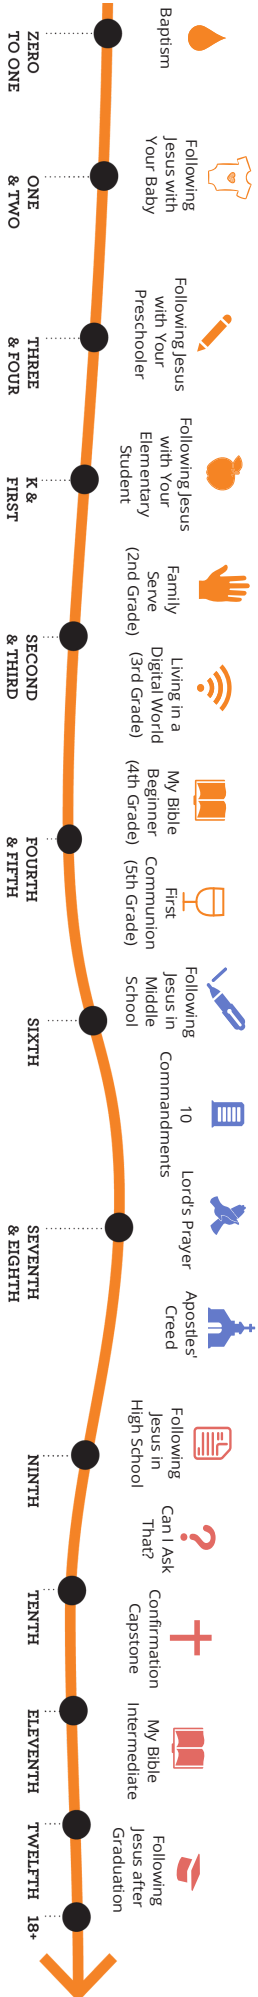 Baptism
Following
Jesus with
Your Baby
Following Jesus
with Your
Preschooler
Following Jesus
with Your
Elementary
Student
Family
Serve
(2nd Grade)
Living in a
Digital World
(3rd Grade)
My Bible
Beginner
(4th Grade)
First
Communion
(5th Grade)
Following
Jesus in
Middle
School
10
Commandments
Lord's Prayer
Apostles'
Creed
Following
Jesus in
High School
Can I Ask
That?
Confirmation
Capstone
My Bible
Intermediate
Following
Jesus after
Graduation
ZERO
TO ONE
ONE
& TWO
THREE
& FOUR
K &
FIRST
SECOND
& THIRD
FOURTH
& FIFTH
SIXTH
SEVENTH
& EIGHTH
NINTH
TENTH
ELEVENTH
TWELFTH
18+